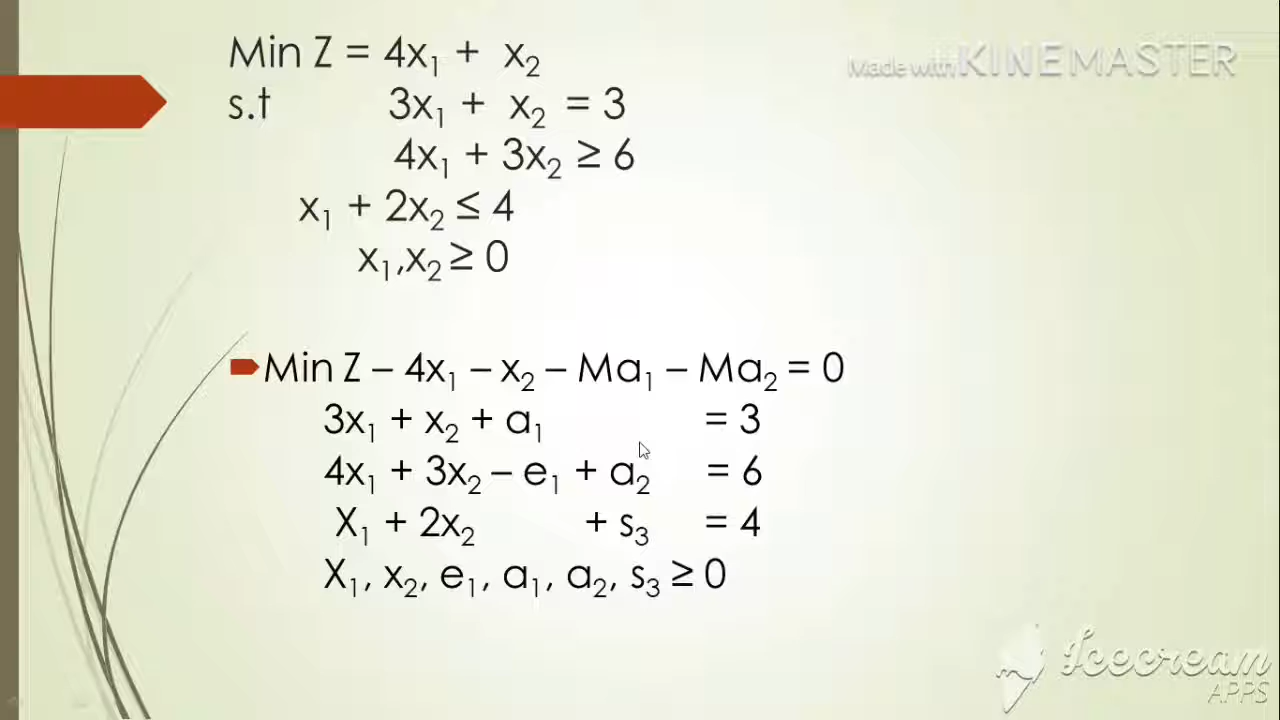 Min Z = 4x₁ + x₂
Made with KINEMASTER
s.t 3x₁ + x₂ = 3
4x₁ + 3x₂ ≥ 6
x₁ + 2x₂ ≤ 4
x₁,x₂ ≥ 0
Min Z – 4x₁ – x₂ – Ma₁ – Ma₂ = 0
3x₁ + x₂ + a₁ = 3
4x₁ + 3x₂ – e₁ + a₂ = 6
X₁ + 2x₂ + s₃ = 4
X₁, x₂, e₁, a₁, a₂, s₃ ≥ 0
Icecream
APPS